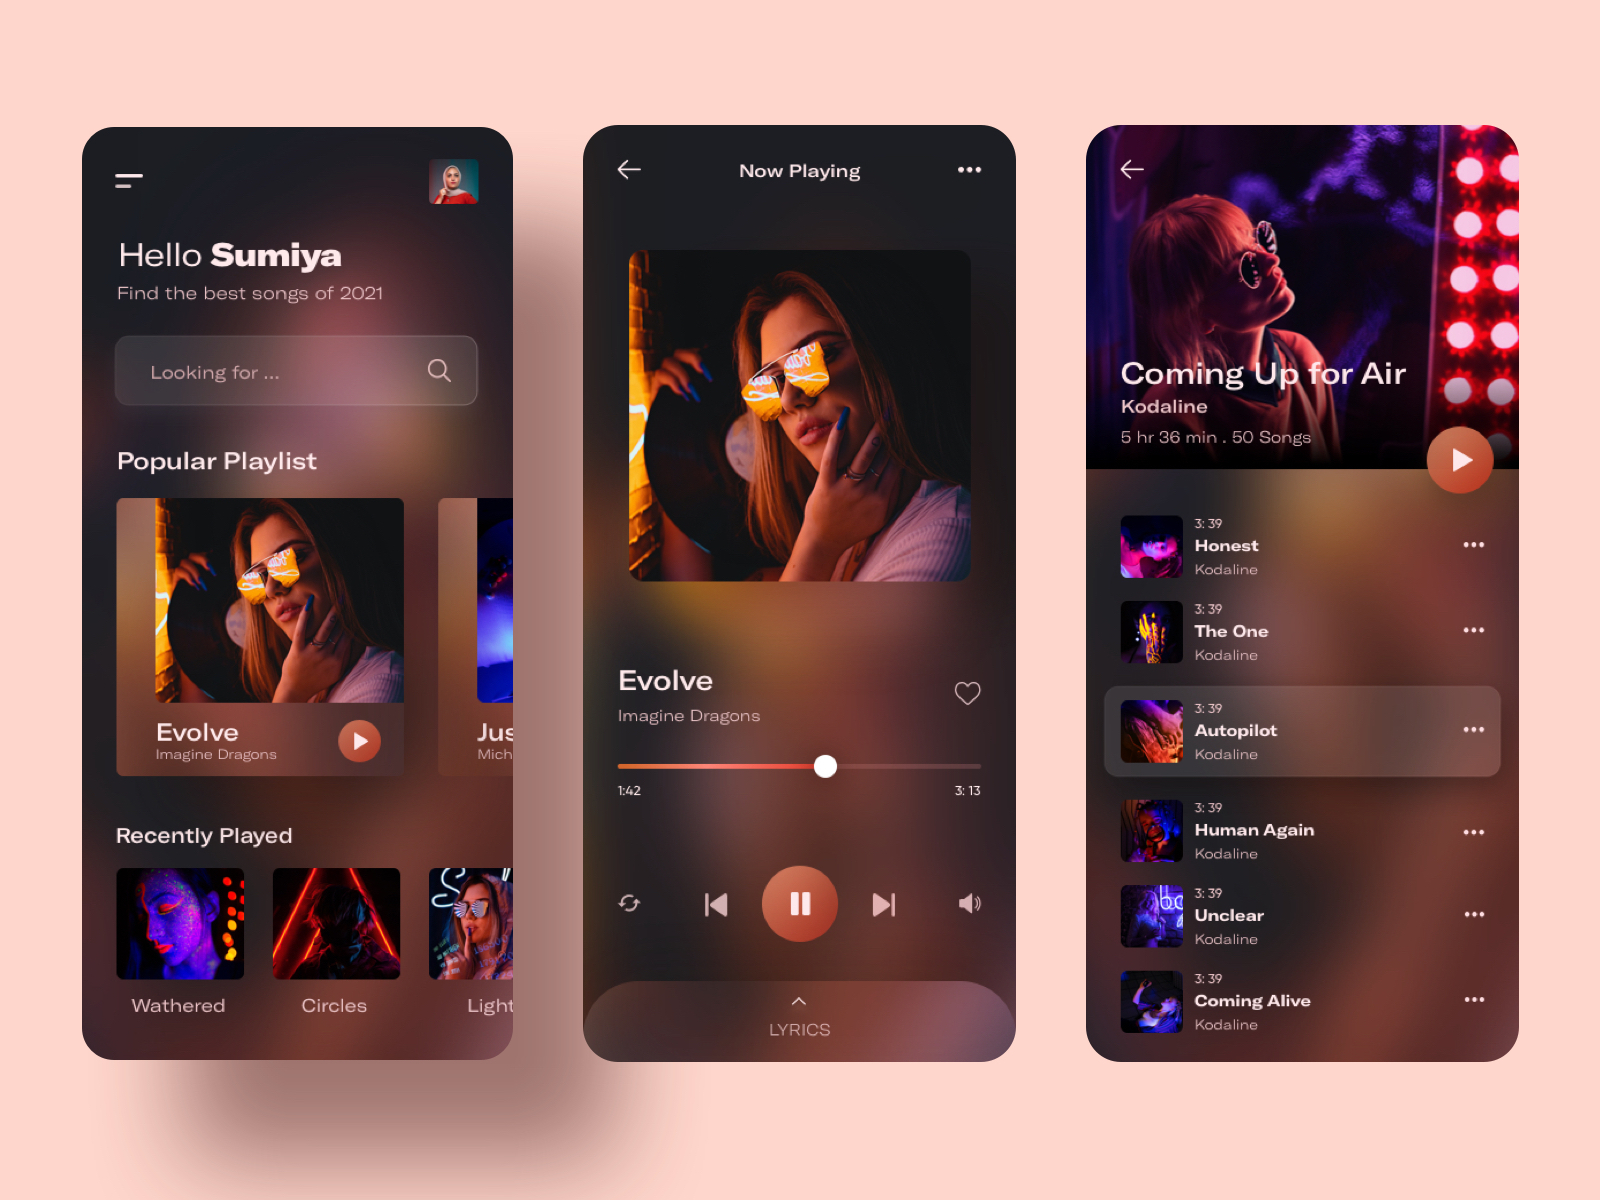 Hello Sumiya
Find the best songs of 2021
Looking for ...
Popular Playlist
Evolve
Imagine Dragons
Jus
Mich
Recently Played
Wathered
Circles
Light
Now Playing
Evolve
Imagine Dragons
1:42
3: 13
LYRICS
Coming Up for Air
Kodaline
5 hr 36 min . 50 Songs
3: 39
Honest
Kodaline
3: 39
The One
Kodaline
3: 39
Autopilot
Kodaline
3: 39
Human Again
Kodaline
3: 39
Unclear
Kodaline
3: 39
Coming Alive
Kodaline